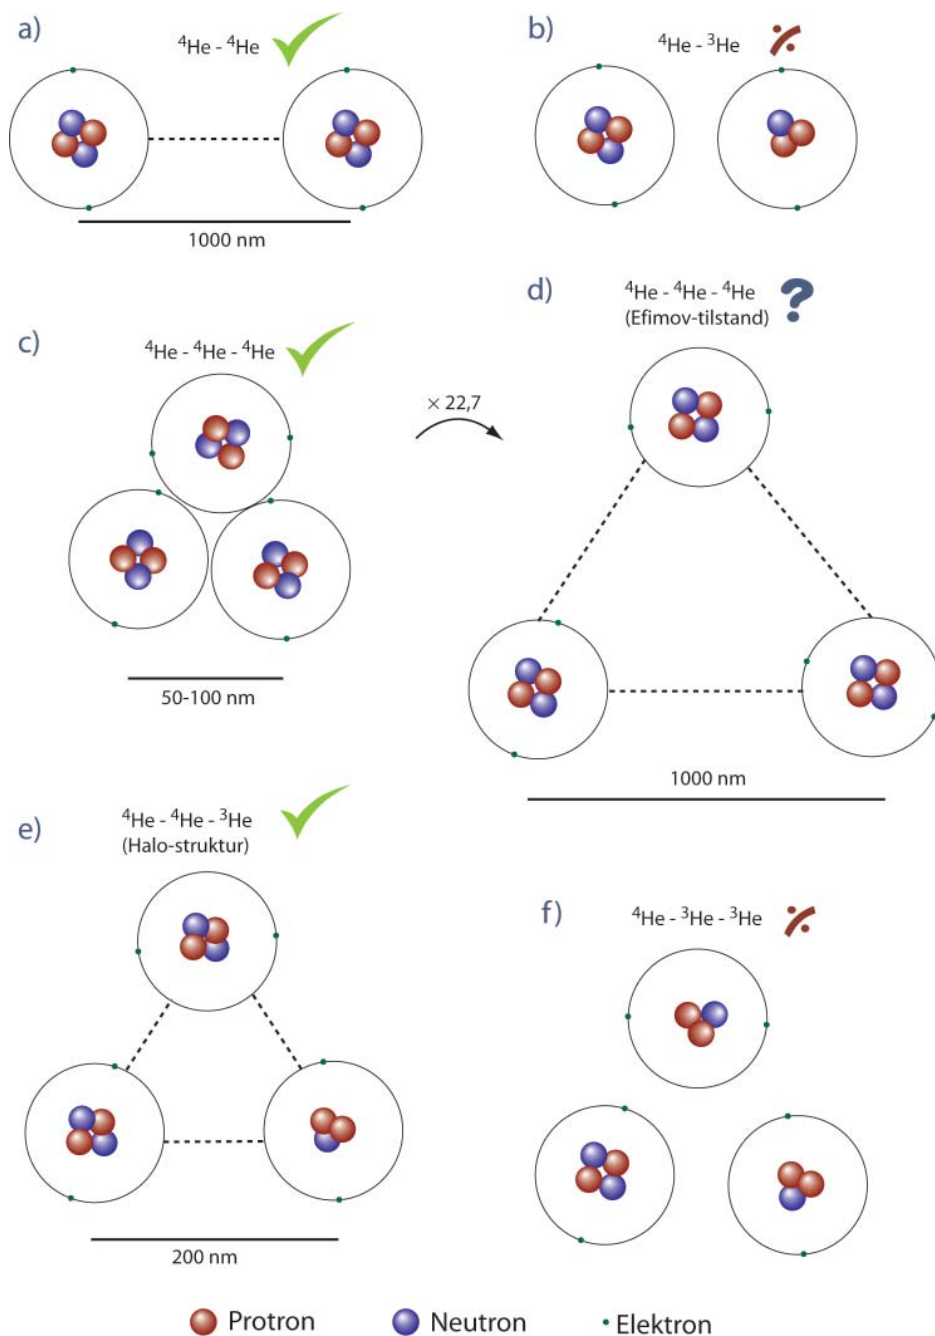 a)
⁴He - ⁴He
1000 nm
b)
⁴He - ³He
c)
⁴He - ⁴He - ⁴He
50-100 nm
× 22,7
d)
⁴He - ⁴He - ⁴He
(Efimov-tilstand)
?
1000 nm
e)
⁴He - ⁴He - ³He
(Halo-struktur)
200 nm
f)
⁴He - ³He - ³He
Protron
Neutron
Elektron